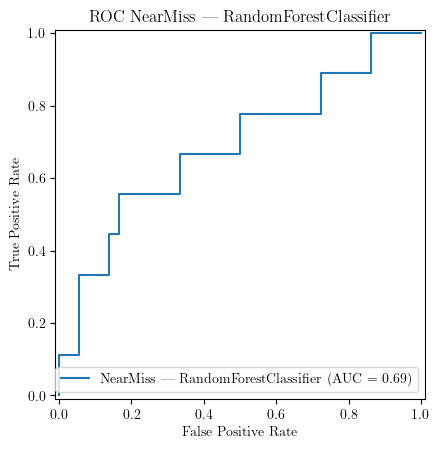 ROC NearMiss — RandomForestClassifier
1.0
0.8
0.6
0.4
0.2
0.0
True Positive Rate
NearMiss — RandomForestClassifier (AUC = 0.69)
0.0 0.2 0.4 0.6 0.8 1.0
False Positive Rate